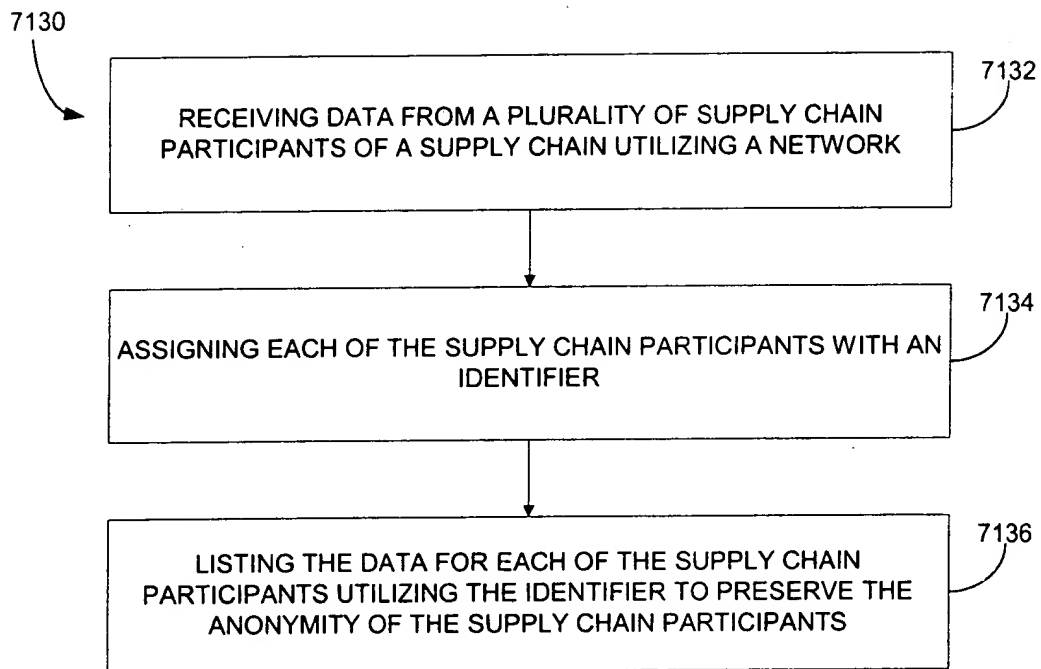 7130
7132
RECEIVING DATA FROM A PLURALITY OF SUPPLY CHAIN
PARTICIPANTS OF A SUPPLY CHAIN UTILIZING A NETWORK
7134
ASSIGNING EACH OF THE SUPPLY CHAIN PARTICIPANTS WITH AN
IDENTIFIER
7136
LISTING THE DATA FOR EACH OF THE SUPPLY CHAIN
PARTICIPANTS UTILIZING THE IDENTIFIER TO PRESERVE THE
ANONYMITY OF THE SUPPLY CHAIN PARTICIPANTS